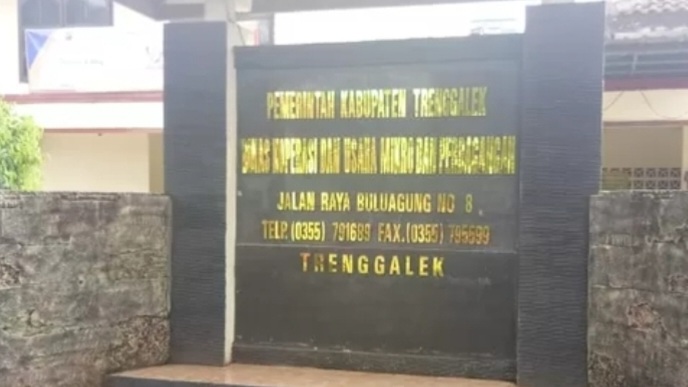 PEMERINTAH KABUPATEN TRENGGALEK
DINAS KOPERASI DAN USAHA MIKRO DAN PERDAGANGAN
JALAN RAYA BULUAGUNG NO 8
TELP. (0355) 791689 FAX. (0355) 795699
TRENGGALEK